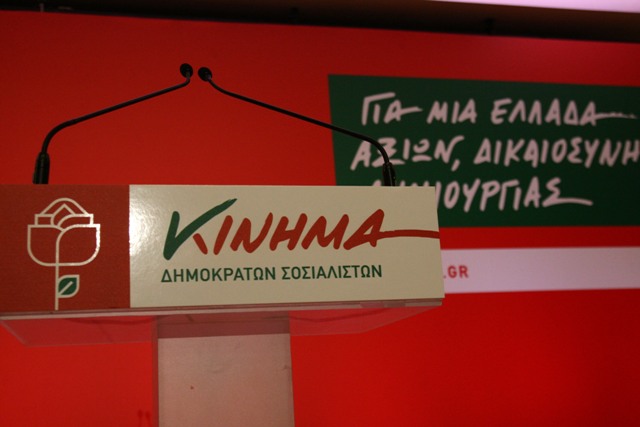 ΓΙΑ ΜΙΑ ΕΛΛΑΔΑ
ΑΞΙΩΝ, ΔΙΚΑΙΟΣΥΝΗ
ΚΙΝΗΜΑ
ΔΗΜΟΚΡΑΤΩΝ ΣΟΣΙΑΛΙΣΤΩΝ
.GR